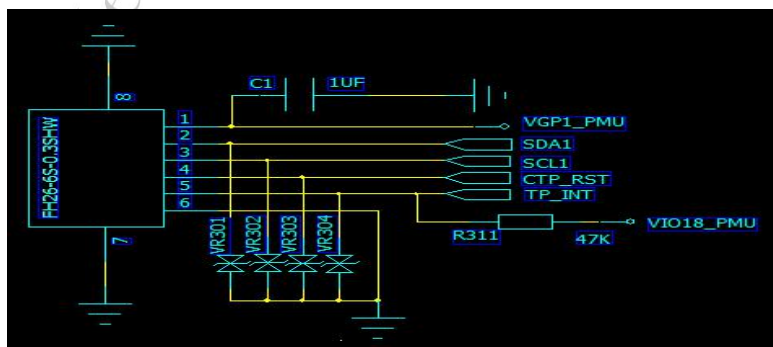 C1 1UF
8
FH26-6S-0.3SHW
1 VGP1_PMU
2 SDA1
3 SCL1
4 CTP_RST
5 TP_INT
6
7
VR301 VR302 VR303 VR304
R311 47K VIO18_PMU